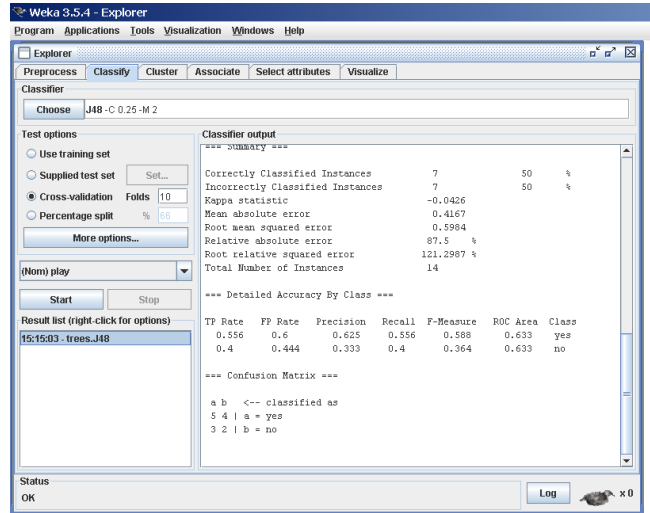 Weka 3.5.4 - Explorer
Program Applications Tools Visualization Windows Help
Explorer
Preprocess Classify Cluster Associate Select attributes Visualize
Classifier
Choose J48 -C 0.25 -M 2
Test options
Use training set
Supplied test set Set...
Cross-validation Folds 10
Percentage split % 66
More options...
(Nom) play
Start Stop
Result list (right-click for options)
15:15:03 - trees.J48
Classifier output
=== Summary ===
Correctly Classified Instances 7 50 %
Incorrectly Classified Instances 7 50 %
Kappa statistic -0.0426
Mean absolute error 0.4167
Root mean squared error 0.5984
Relative absolute error 87.5 %
Root relative squared error 121.2987 %
Total Number of Instances 14
=== Detailed Accuracy By Class ===
TP Rate FP Rate Precision Recall F-Measure ROC Area Class
0.556 0.6 0.625 0.556 0.588 0.633 yes
0.4 0.444 0.333 0.4 0.364 0.633 no
=== Confusion Matrix ===
a b <-- classified as
5 4 | a = yes
3 2 | b = no
Status
OK
Log x 0